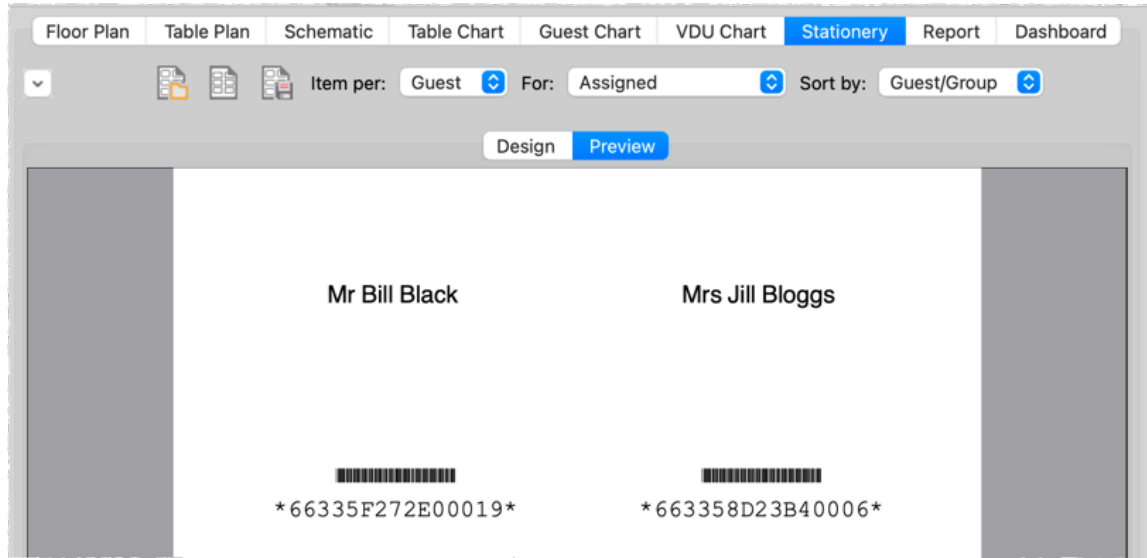 Floor Plan Table Plan Schematic Table Chart Guest Chart VDU Chart Stationery Report Dashboard
Item per: Guest For: Assigned Sort by: Guest/Group
Design Preview
Mr Bill Black Mrs Jill Bloggs
*66335F272E00019* *663358D23B40006*